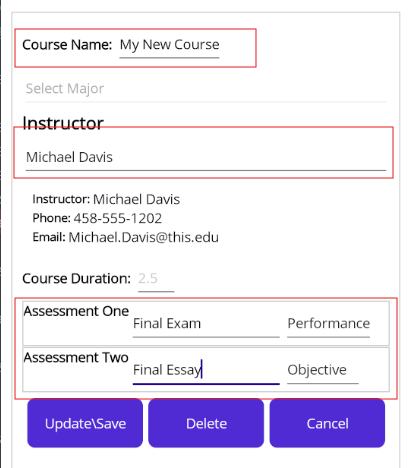 Course Name: My New Course
Select Major
Instructor
Michael Davis
Instructor: Michael Davis
Phone: 458-555-1202
Email: Michael.Davis@this.edu
Course Duration: 2.5
Assessment One Final Exam Performance
Assessment Two Final Essay Objective
Update\Save Delete Cancel